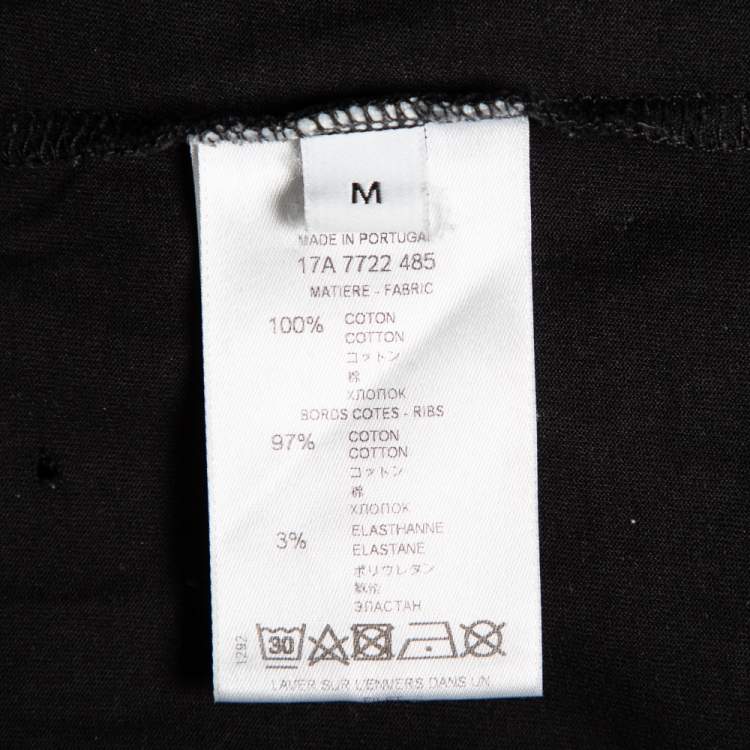 M
MADE IN PORTUGAL
17A 7722 485
MATIERE - FABRIC
100% COTON
COTTON
コットン
棉
ХЛОПОК
BORDS COTES - RIBS
97% COTON
COTTON
コットン
棉
ХЛОПОК
3% ELASTHANNE
ELASTANE
ポリウレタン
ЭЛАСТАН
1292
30
LAVER SUR L'ENVERS DANS UN